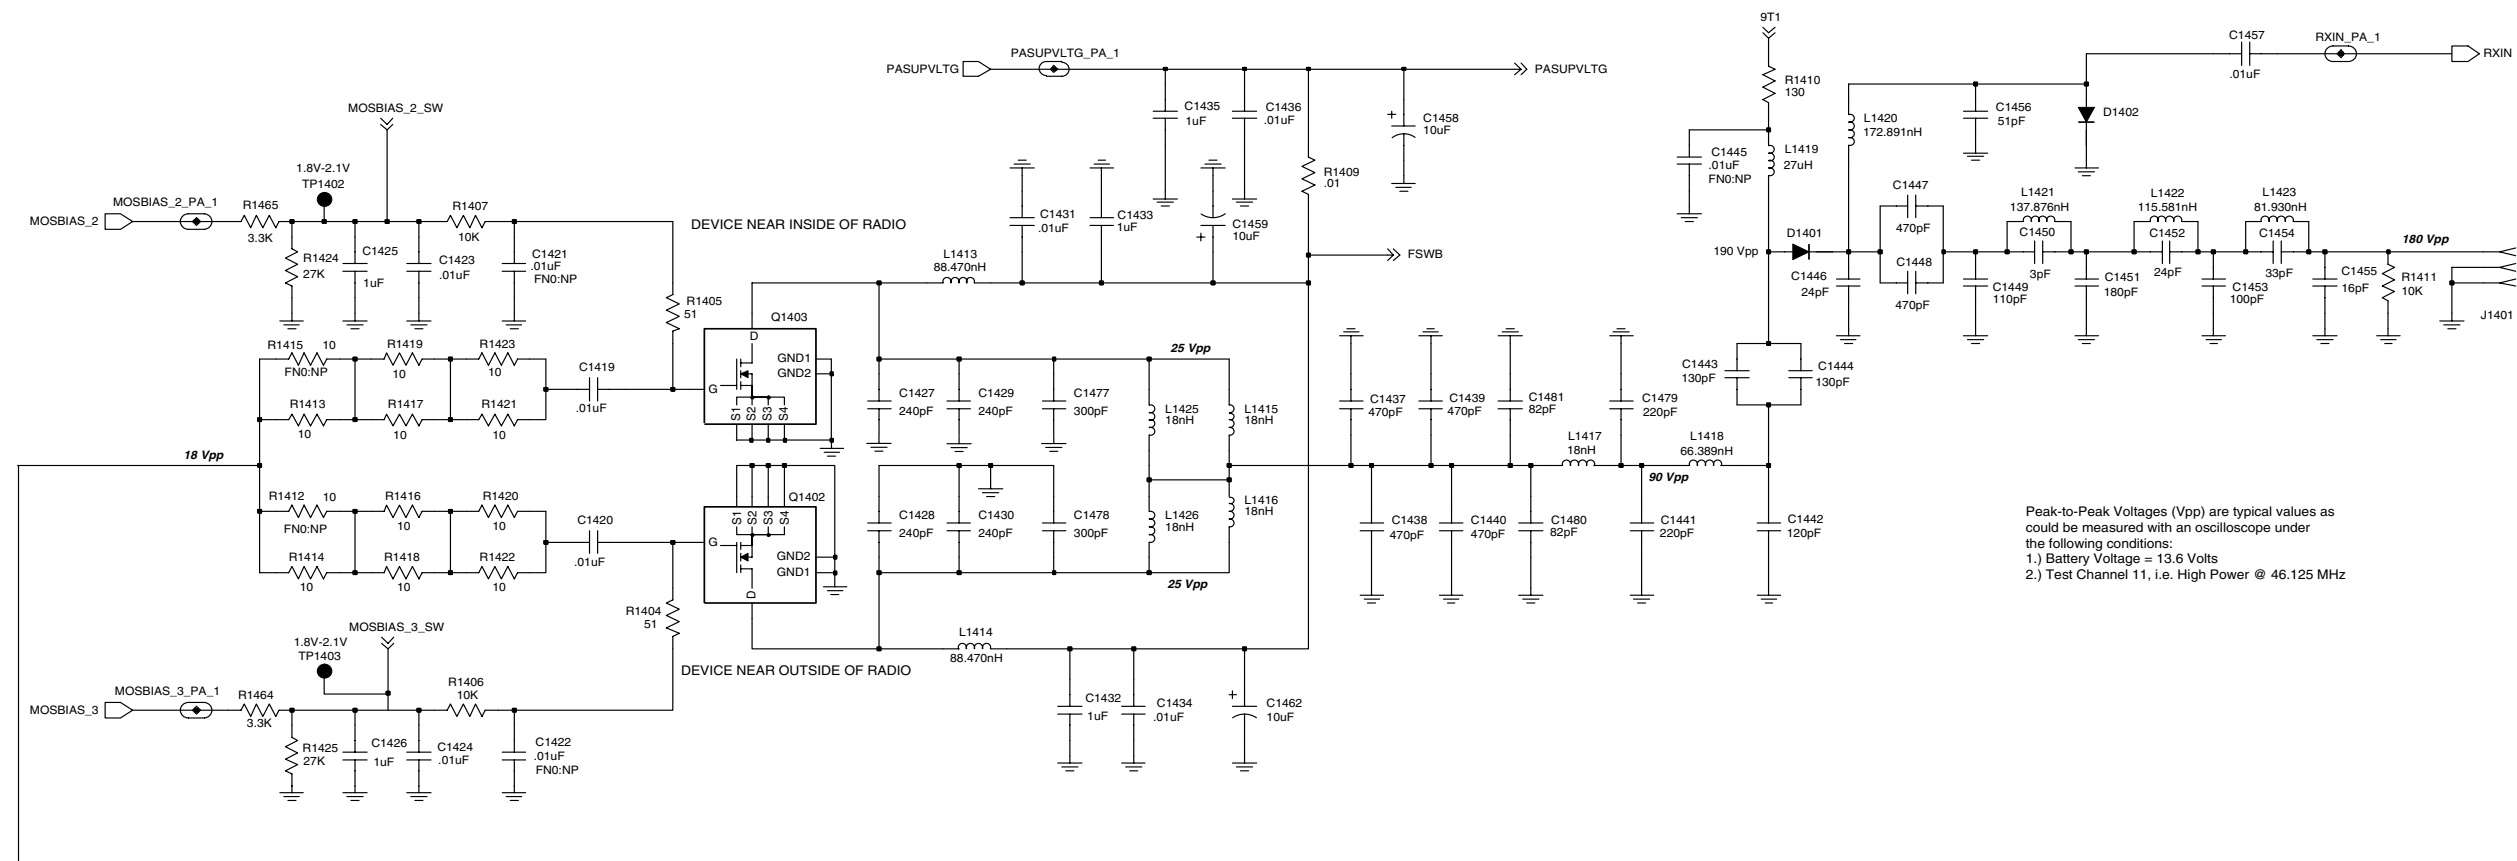 9T1
PASUPVLTG
PASUPVLTG_PA_1
PASUPVLTG
C1457
.01uF
RXIN_PA_1
RXIN
MOSBIAS_2_SW
C1435
1uF
C1436
.01uF
C1458
10uF
+
R1410
130
L1420
172.891nH
C1456
51pF
D1402
1.8V-2.1V
TP1402
R1409
.01
C1445
.01uF
FN0:NP
L1419
27uH
MOSBIAS_2
MOSBIAS_2_PA_1
R1465
3.3K
R1407
10K
DEVICE NEAR INSIDE OF RADIO
C1431
.01uF
C1433
1uF
C1459
10uF
+
C1447
470pF
L1421
137.876nH
L1422
115.581nH
L1423
81.930nH
R1424
27K
C1425
1uF
C1423
.01uF
C1421
.01uF
FN0:NP
L1413
88.470nH
FSWB
190 Vpp
D1401
C1446
24pF
C1448
470pF
C1449
110pF
C1450
3pF
C1451
180pF
C1452
24pF
C1453
100pF
C1454
33pF
C1455
16pF
180 Vpp
R1411
10K
J1401
R1405
51
Q1403
D
GND1
GND2
G
S1
S2
S3
S4
R1415
10
FN0:NP
R1419
10
R1423
10
C1419
.01uF
R1413
10
R1417
10
R1421
10
25 Vpp
C1427
240pF
C1429
240pF
C1477
300pF
L1425
18nH
L1415
18nH
C1437
470pF
C1439
470pF
C1481
82pF
C1479
220pF
C1443
130pF
C1444
130pF
18 Vpp
L1417
18nH
L1418
66.389nH
90 Vpp
R1412
10
FN0:NP
R1416
10
R1420
10
C1420
.01uF
R1414
10
R1418
10
R1422
10
Q1402
S1
S2
S3
S4
G
GND2
GND1
D
C1428
240pF
C1430
240pF
C1478
300pF
L1426
18nH
L1416
18nH
25 Vpp
C1438
470pF
C1440
470pF
C1480
82pF
C1441
220pF
C1442
120pF
Peak-to-Peak Voltages (Vpp) are typical values as
could be measured with an oscilloscope under
the following conditions:
1.) Battery Voltage = 13.6 Volts
2.) Test Channel 11, i.e. High Power @ 46.125 MHz
R1404
51
MOSBIAS_3_SW
1.8V-2.1V
TP1403
L1414
88.470nH
DEVICE NEAR OUTSIDE OF RADIO
MOSBIAS_3
MOSBIAS_3_PA_1
R1464
3.3K
R1406
10K
C1432
1uF
C1434
.01uF
+
C1462
10uF
R1425
27K
C1426
1uF
C1424
.01uF
C1422
.01uF
FN0:NP